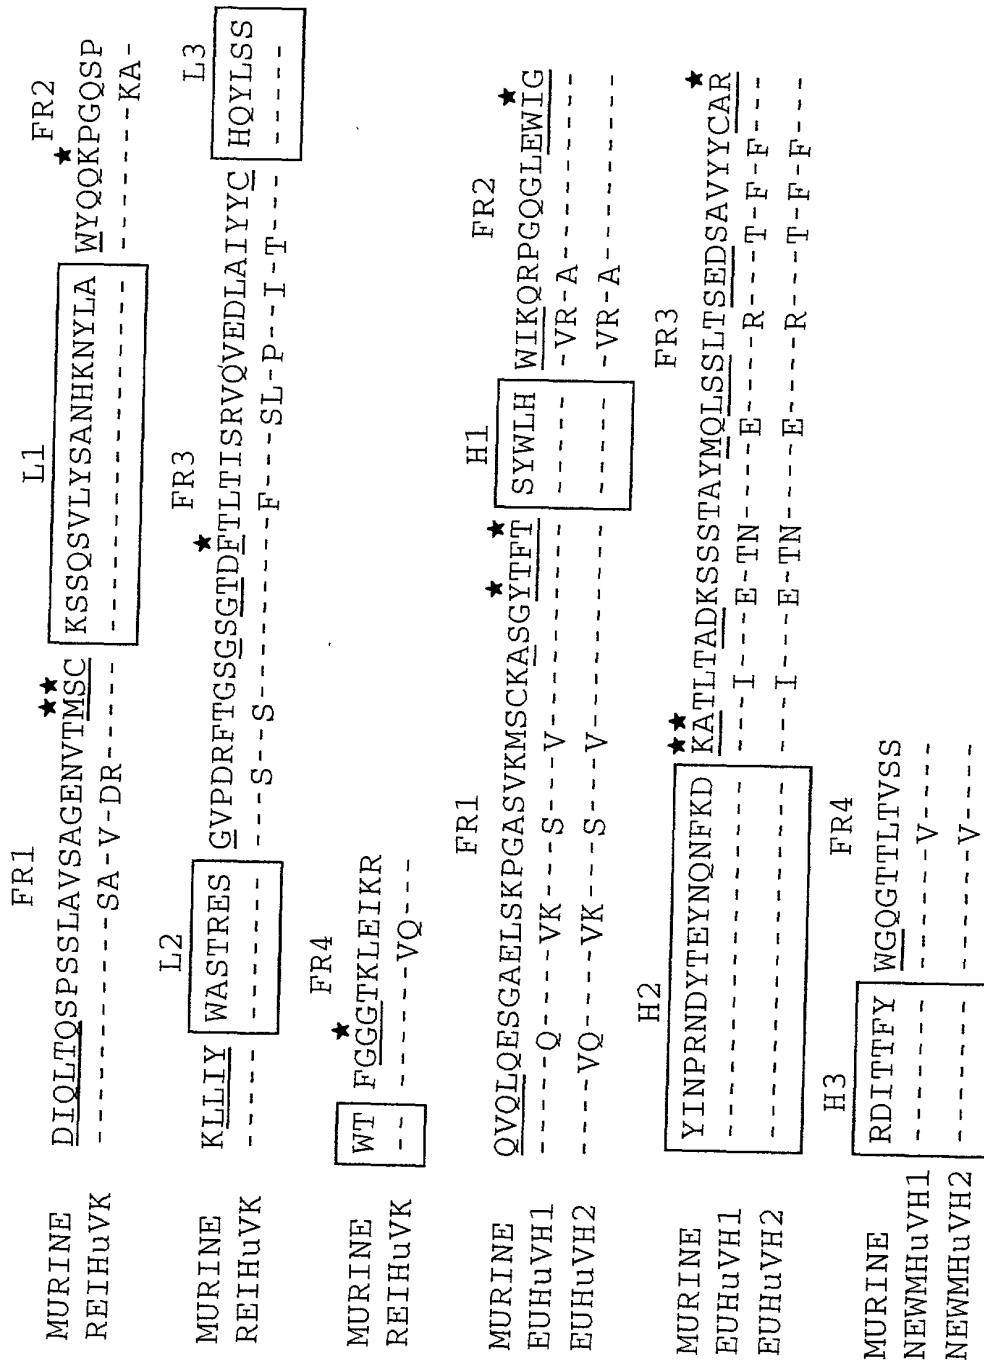 FR1 L1 FR2
MURINE DIQLTQSPSSLAVSAGENVTMSC KSSQSVLYSANHKNYLA WYQQKPGQSP
REIHuVK -----------SA-V-DR----- ----------------- -------KA-
L2 FR3 L3
MURINE KLLIY WASTRES GVPDRFTGSGSGTDFTLTISRVQVEDLAIYYC HQYLSS
REIHuVK ----- ------- ---S--S---------F---SL-P--I-T--- ------
FR4
MURINE WT FGGGTKLEIKR
REIHuVK -- ------VQ---
FR1 H1 FR2
MURINE QVQLQESGAELSKPGASVKMSCKASGYTFT SYWLH WIKQRPGQGLEWIG
EUHuVH1 -----Q----VK---S---V---------- ----- -VR-A---------
EUHuVH2 ----VQ----VK---S---V---------- ----- -VR-A---------
H2 FR3
MURINE YINPRNDYTEYNQNFKD KATLTADKSSSTAYMQLSSLTSEDSAVYYCAR
EUHuVH1 ----------------- ---I---E-TN----E----R---T-F-F---
EUHuVH2 ----------------- ---I---E-TN----E----R---T-F-F---
H3 FR4
MURINE RDITTFY WGQGTTLTVSS
NEWMHuVH1 ------- ------V----
NEWMHuVH2 ------- ------V----